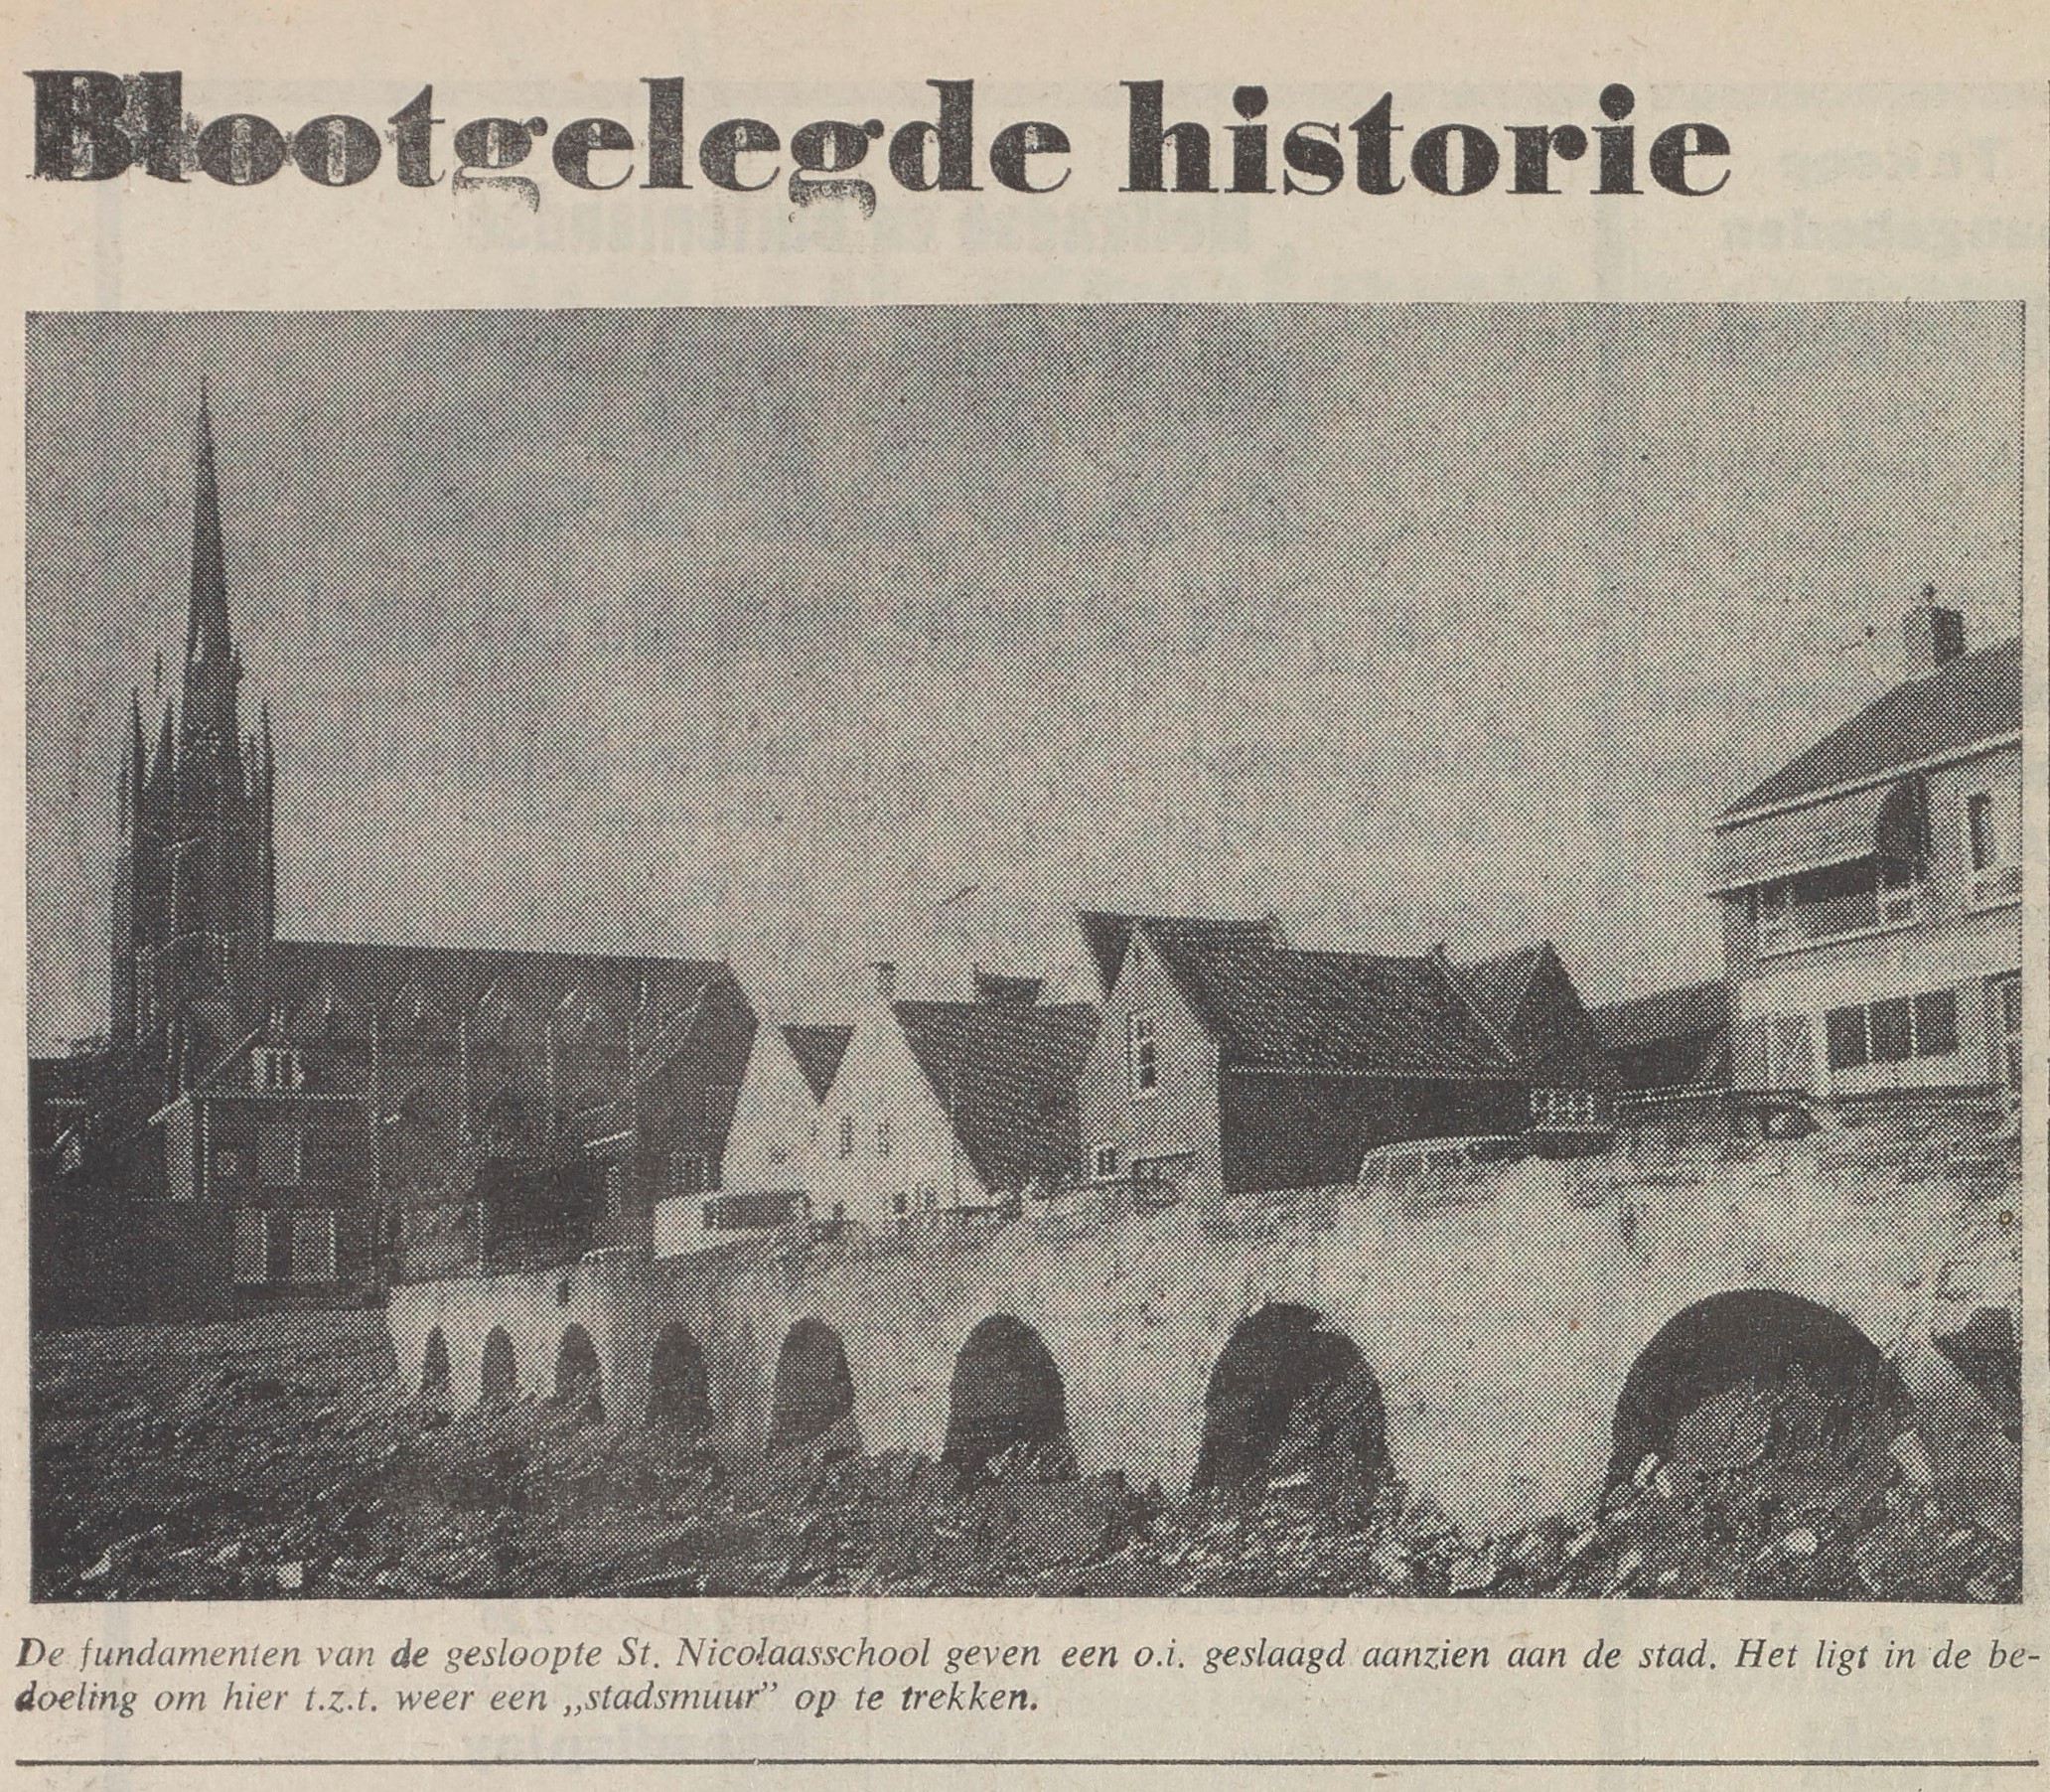 Blootgelegde historie
De fundamenten van de gesloopte St. Nicolaasschool geven een o.i. geslaagd aanzien aan de stad. Het ligt in de be-
doeling om hier t.z.t. weer een „stadsmuur” op te trekken.